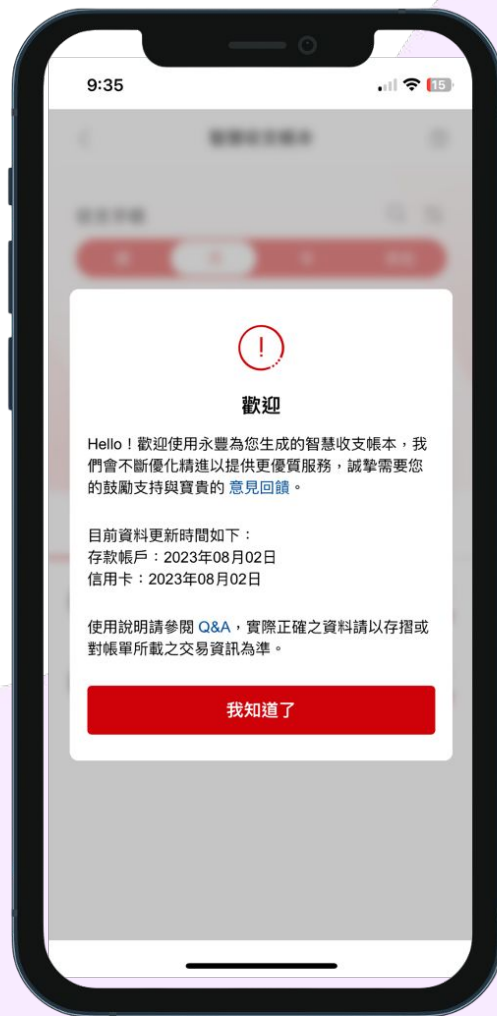 9:35
15
歡迎
Hello！歡迎使用永豐為您生成的智慧收支帳本，我
們會不斷優化精進以提供更優質服務，誠摯需要您
的鼓勵支持與寶貴的 意見回饋。
目前資料更新時間如下：
存款帳戶：2023年08月02日
信用卡：2023年08月02日
使用說明請參閱 Q&A，實際正確之資料請以存摺或
對帳單所載之交易資訊為準。
我知道了